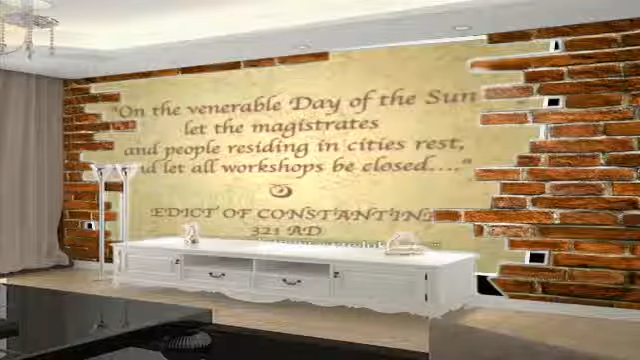 "On the venerable Day of the Sun
let the magistrates
and people residing in cities rest,
and let all workshops be closed...."
EDICT OF CONSTANTINE
321 AD